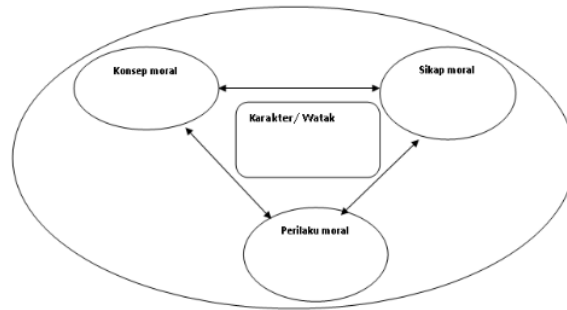 Konsep moral
Sikap moral
Karakter/ Watak
Perilaku moral